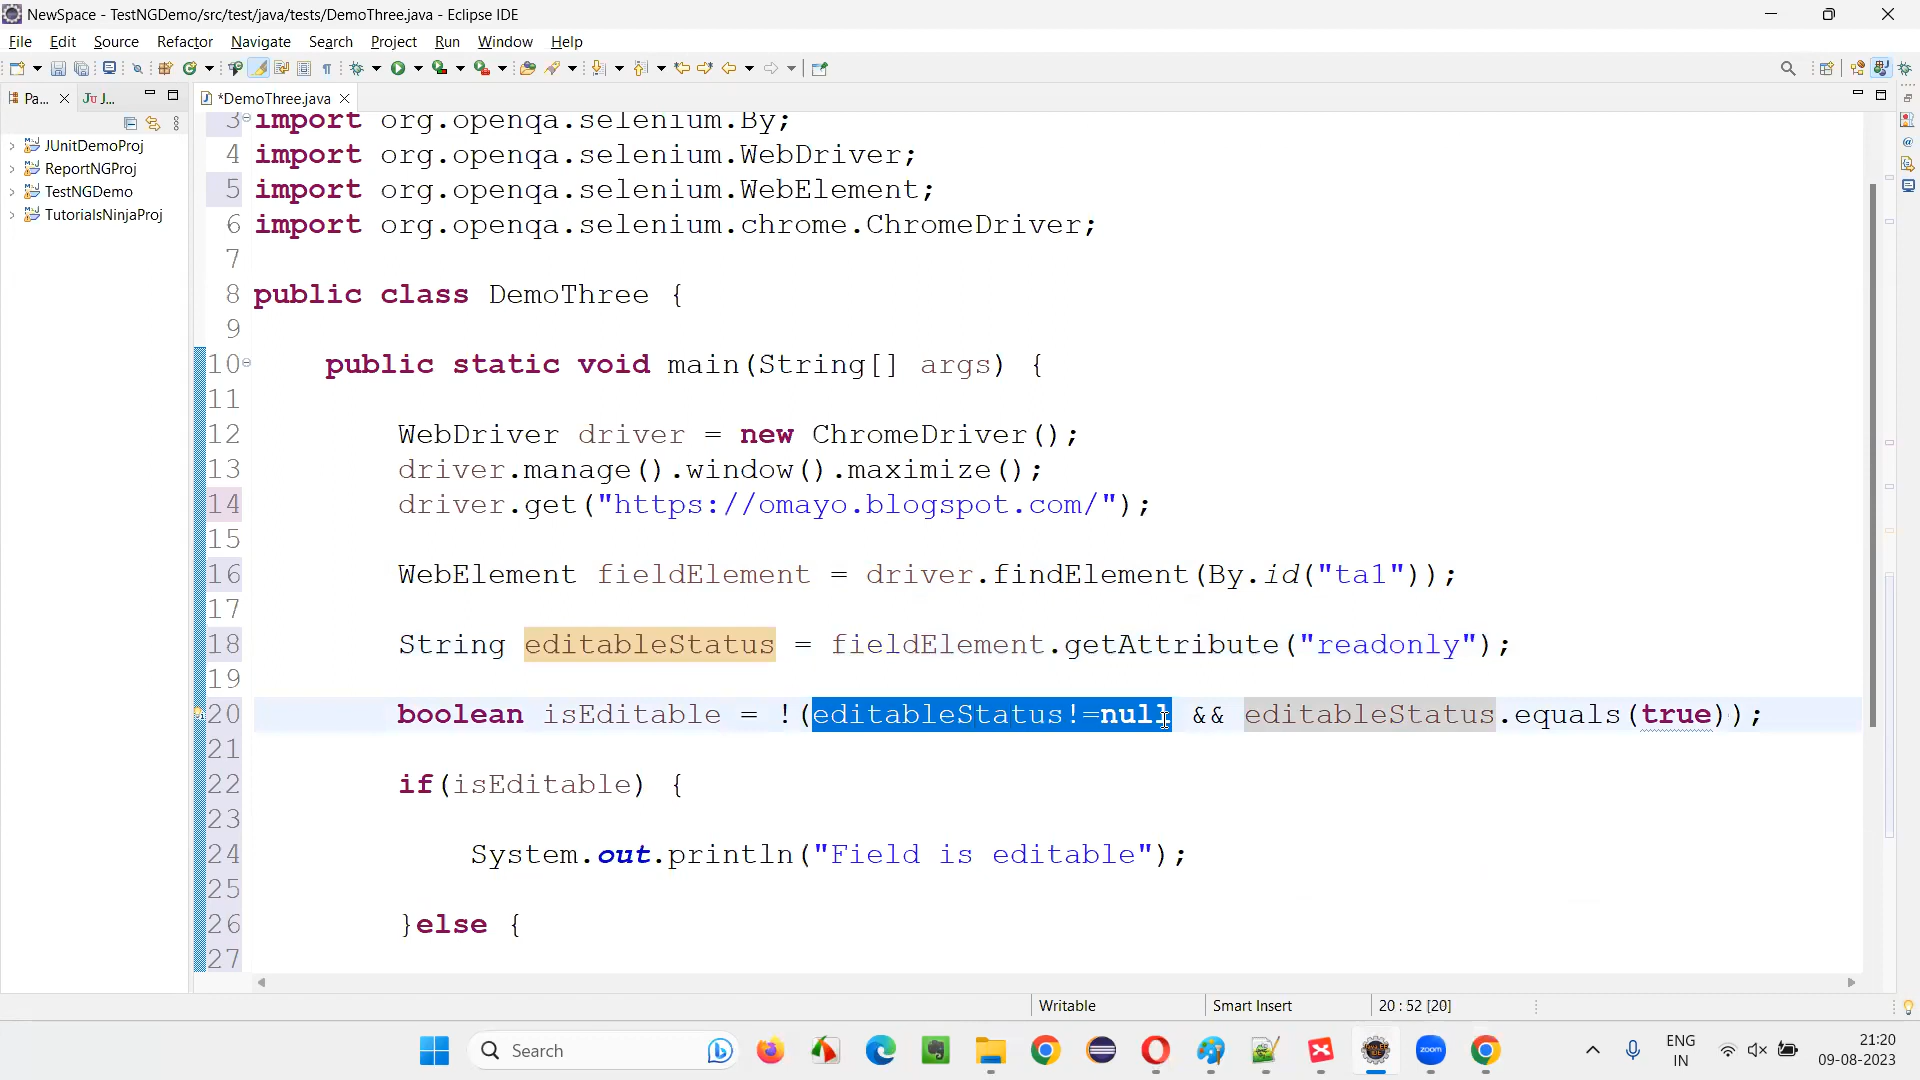 NewSpace - TestNGDemo/src/test/java/tests/DemoThree.java - Eclipse IDE
File Edit Source Refactor Navigate Search Project Run Window Help
Pa... J... *DemoThree.java
JUnitDemoProj
ReportNGProj
TestNGDemo
TutorialsNinjaProj
3 import org.openqa.selenium.By;
4 import org.openqa.selenium.WebDriver;
5 import org.openqa.selenium.WebElement;
6 import org.openqa.selenium.chrome.ChromeDriver;
7
8 public class DemoThree {
9
10 public static void main(String[] args) {
11
12 WebDriver driver = new ChromeDriver();
13 driver.manage().window().maximize();
14 driver.get("https://omayo.blogspot.com/");
15
16 WebElement fieldElement = driver.findElement(By.id("ta1"));
17
18 String editableStatus = fieldElement.getAttribute("readonly");
19
20 boolean isEditable = !(editableStatus!=null && editableStatus.equals(true));
21
22 if(isEditable) {
23
24 System.out.println("Field is editable");
25
26 }else {
27
Writable Smart Insert 20 : 52 [20]
Search zoom ENG IN 21:20 09-08-2023